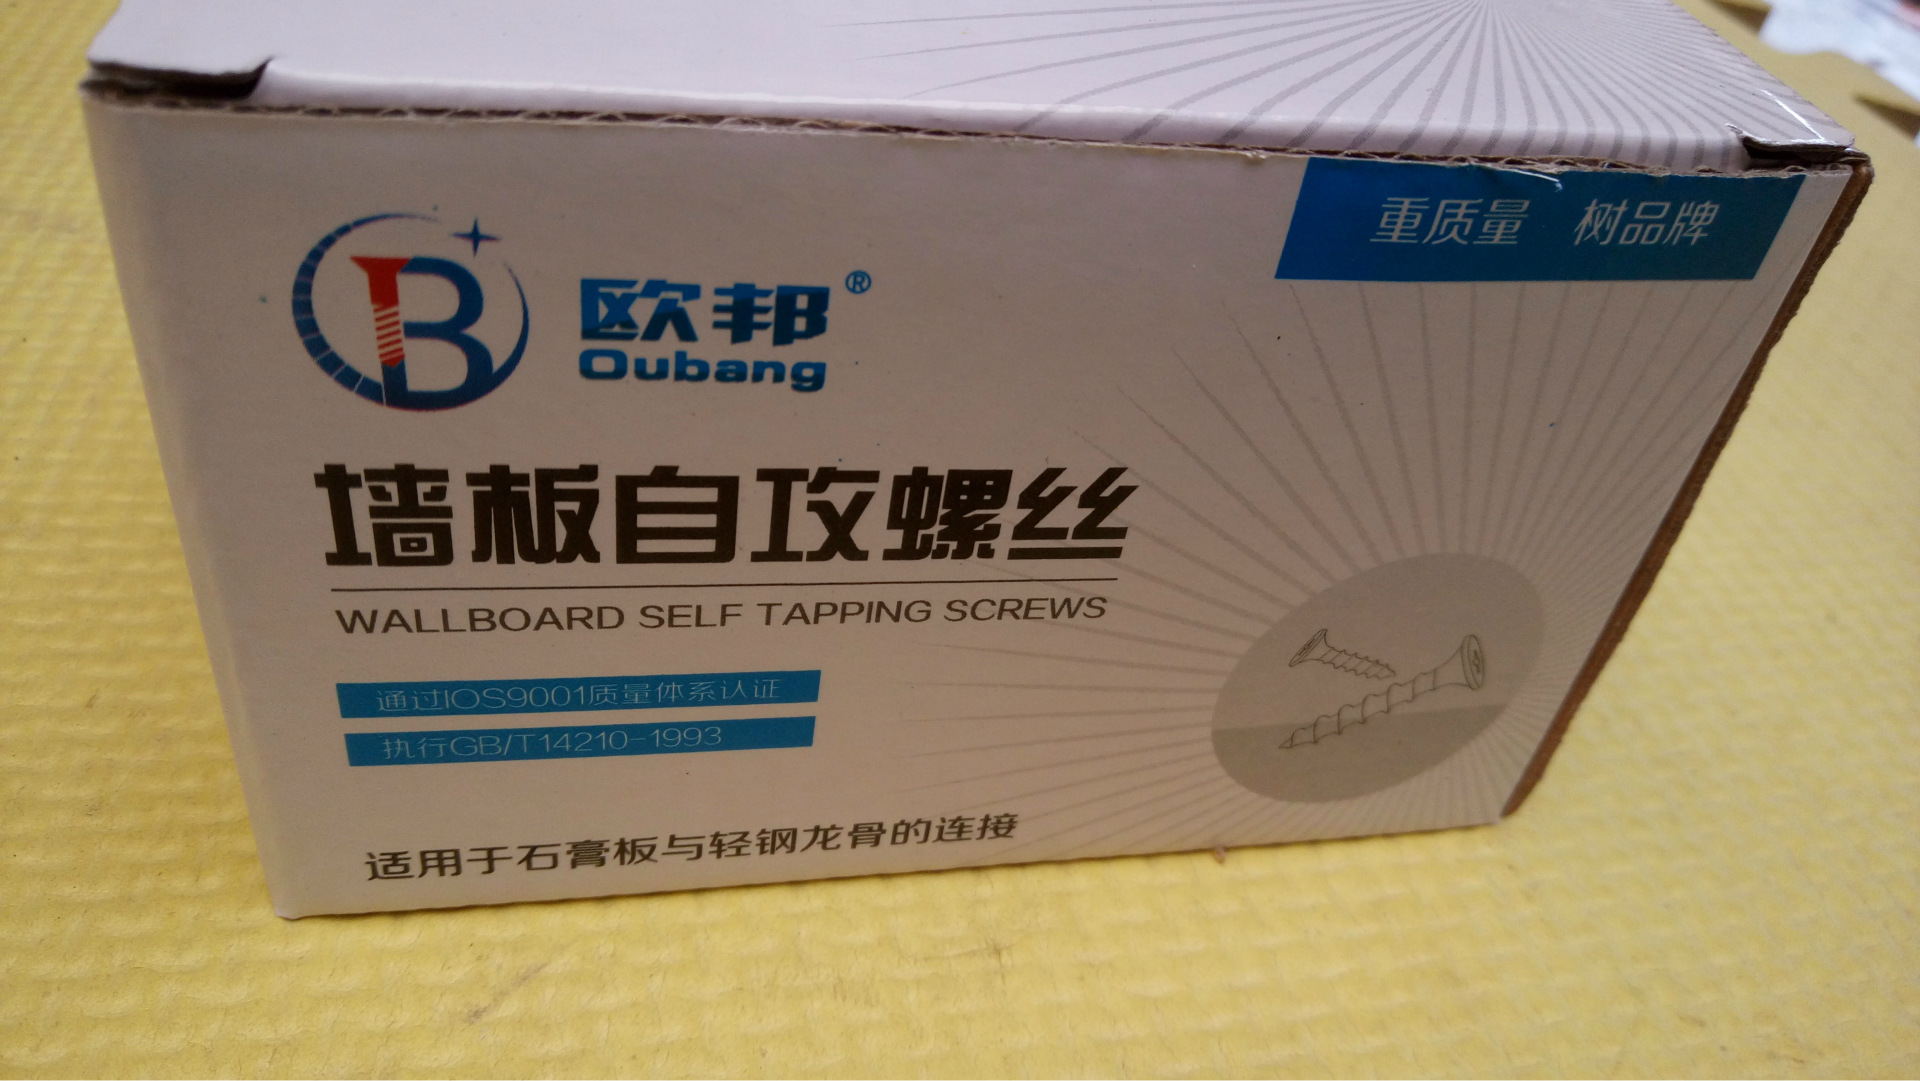 重质量 树品牌
欧邦®
Oubang
墙板自攻螺丝
WALLBOARD SELF TAPPING SCREWS
通过IOS9001质量体系认证
执行GB/T14210-1993
适用于石膏板与轻钢龙骨的连接